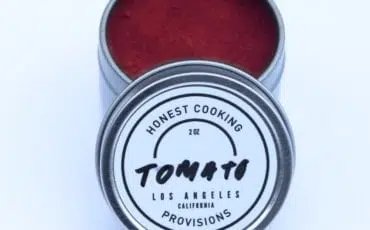 HONEST COOKING
2 OZ
TOMATO
LOS ANGELES
CALIFORNIA
PROVISIONS